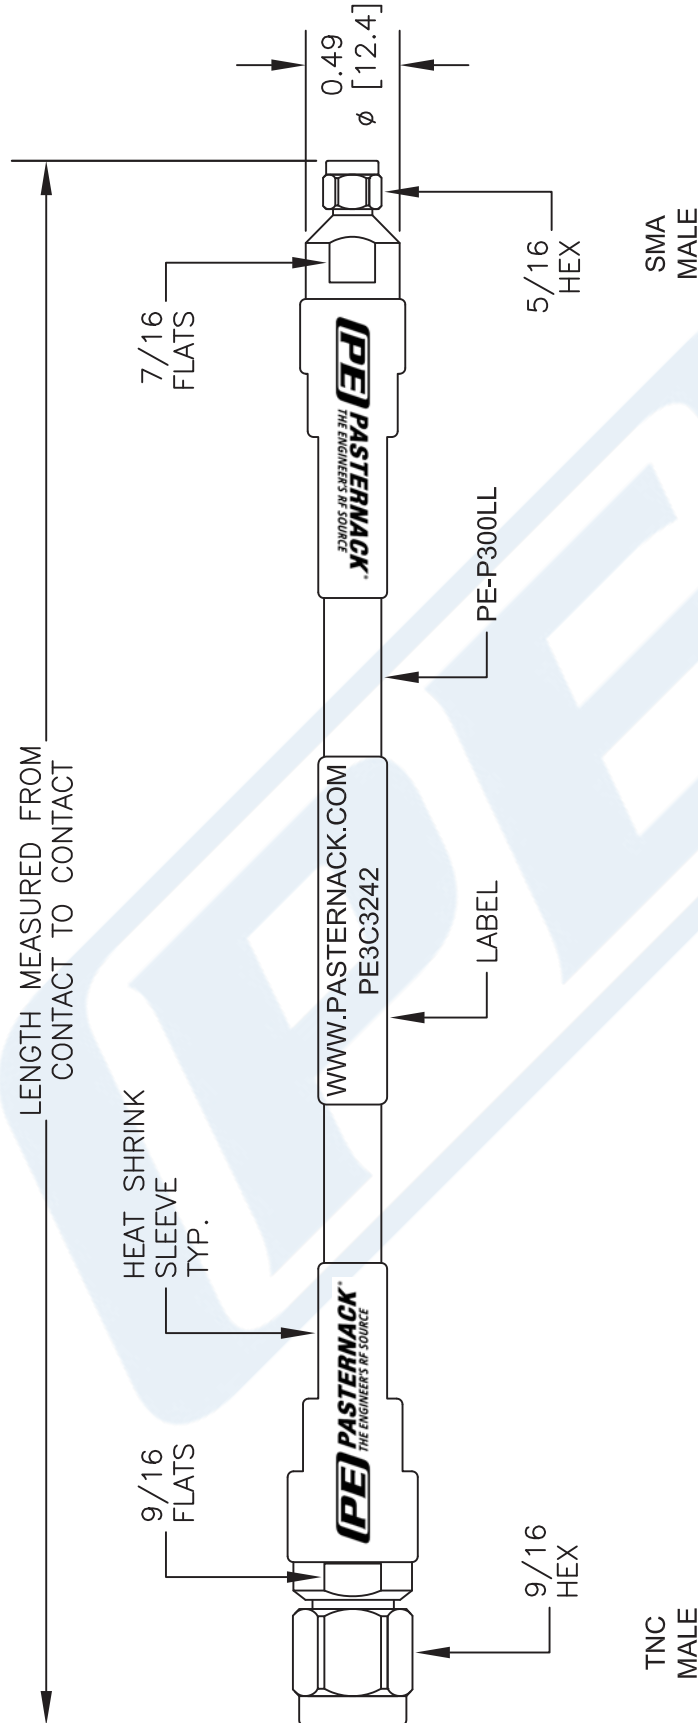 LENGTH MEASURED FROM
CONTACT TO CONTACT
9/16
FLATS
HEAT SHRINK
SLEEVE
TYP.
7/16
FLATS
0.49
ø [12.4]
PE PASTERNACK®
THE ENGINEER'S RF SOURCE
WWW.PASTERNACK.COM
PE3C3242
PE PASTERNACK®
THE ENGINEER'S RF SOURCE
9/16
HEX
LABEL
PE-P300LL
5/16
HEX
TNC
MALE
SMA
MALE